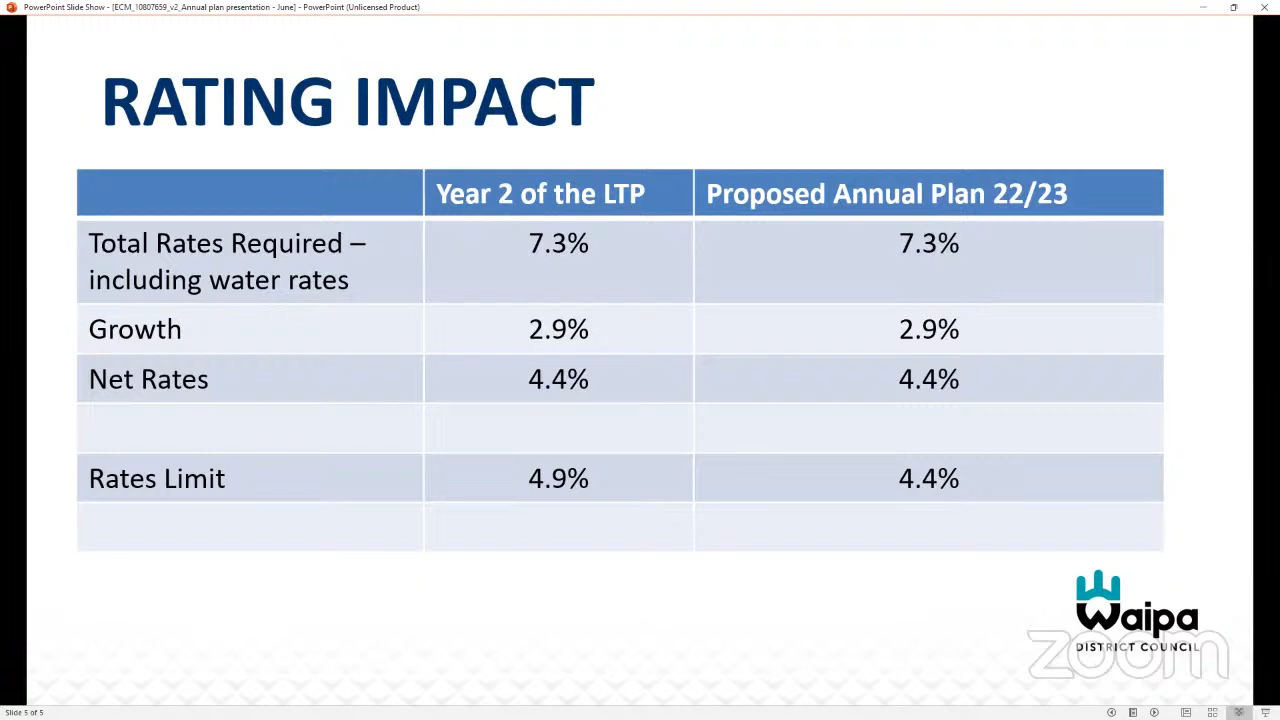 PowerPoint Slide Show - [ECM_10807659_v2_Annual plan presentation - June] - PowerPoint (Unlicensed Product)
RATING IMPACT
Year 2 of the LTP Proposed Annual Plan 22/23
Total Rates Required – 7.3% 7.3%
including water rates
Growth 2.9% 2.9%
Net Rates 4.4% 4.4%
Rates Limit 4.9% 4.4%
Waipa
DISTRICT COUNCIL
zoom
Slide 5 of 5